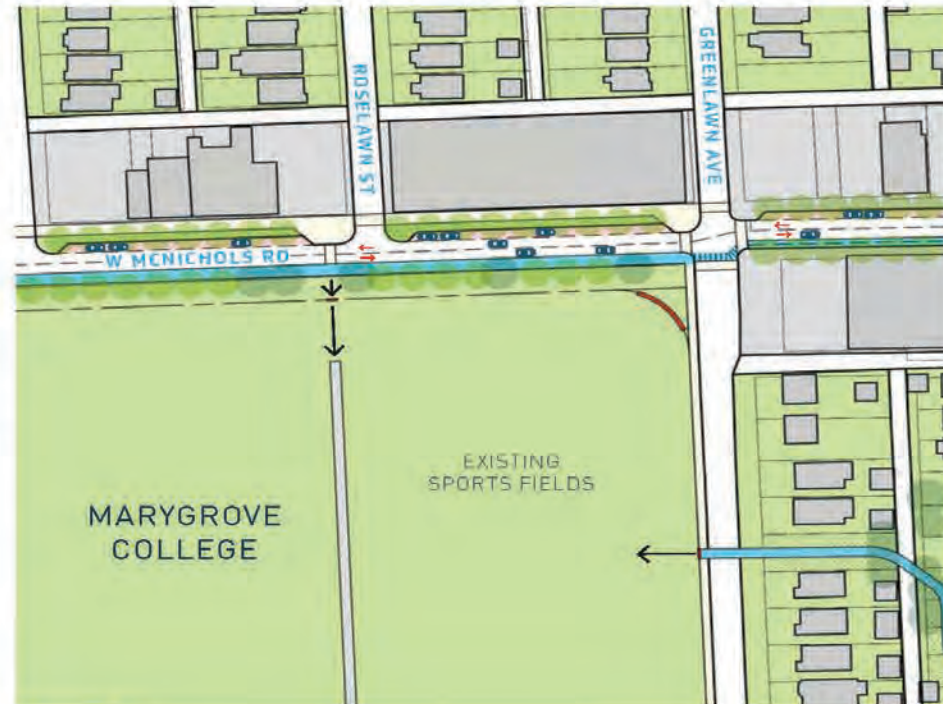 ROSELAWN ST
GREENLAWN AVE
W MCNICHOLS RD
EXISTING
SPORTS FIELDS
MARYGROVE
COLLEGE